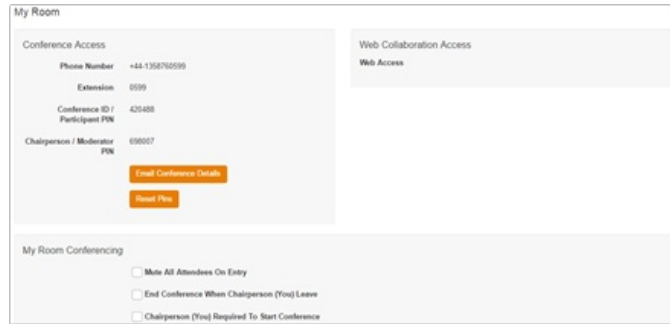 My Room
Conference Access
Phone Number +44-1358760599
Extension 0599
Conference ID /
Participant PIN 420488
Chairperson / Moderator
PIN 698007
Email Conference Details
Reset Pins
Web Collaboration Access
Web Access
My Room Conferencing
Mute All Attendees On Entry
End Conference When Chairperson (You) Leave
Chairperson (You) Required To Start Conference